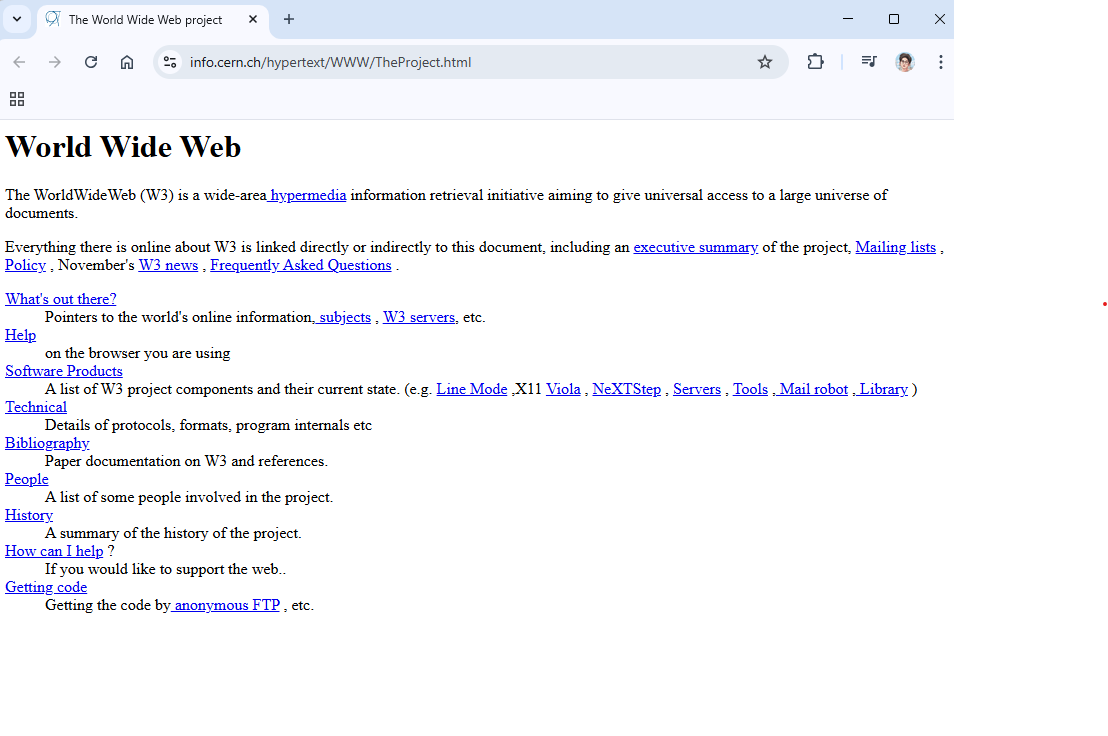 The World Wide Web project
info.cern.ch/hypertext/WWW/TheProject.html
World Wide Web
The WorldWideWeb (W3) is a wide-area hypermedia information retrieval initiative aiming to give universal access to a large universe of
documents.
Everything there is online about W3 is linked directly or indirectly to this document, including an executive summary of the project, Mailing lists ,
Policy , November's W3 news , Frequently Asked Questions .
What's out there?
Pointers to the world's online information, subjects , W3 servers, etc.
Help
on the browser you are using
Software Products
A list of W3 project components and their current state. (e.g. Line Mode ,X11 Viola , NeXTStep , Servers , Tools , Mail robot , Library )
Technical
Details of protocols, formats, program internals etc
Bibliography
Paper documentation on W3 and references.
People
A list of some people involved in the project.
History
A summary of the history of the project.
How can I help ?
If you would like to support the web..
Getting code
Getting the code by anonymous FTP , etc.